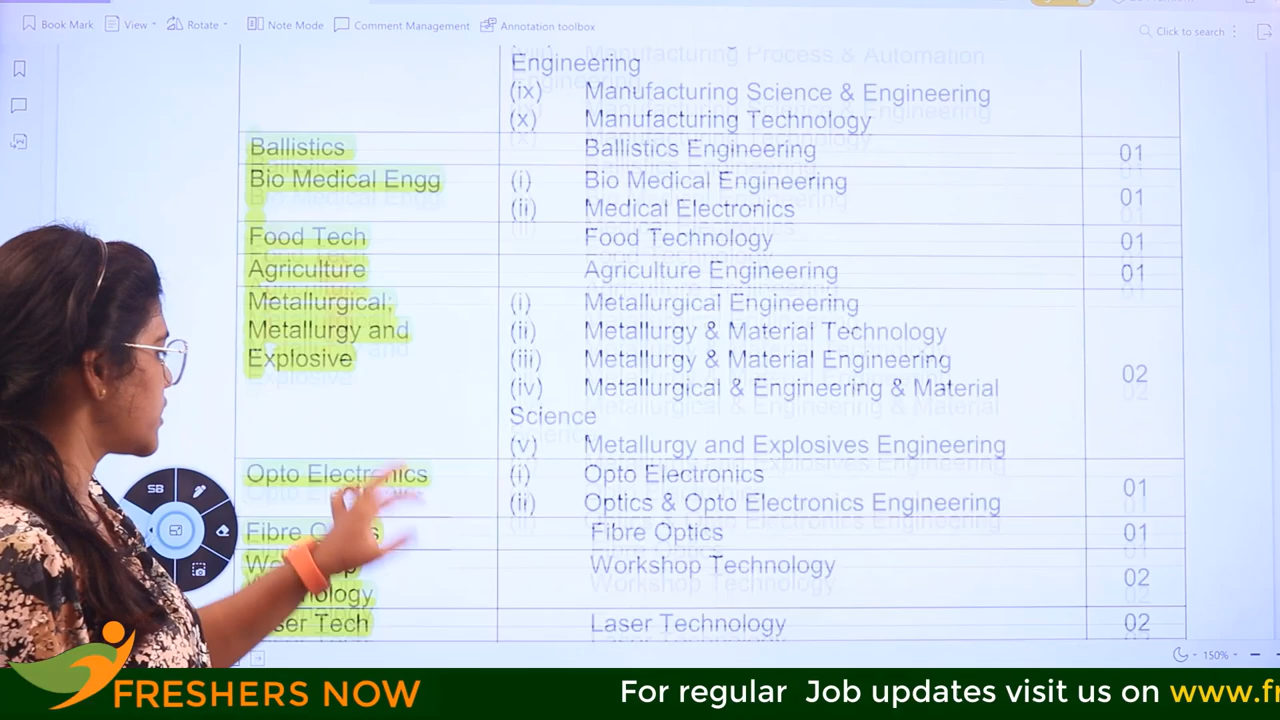 Book Mark View Rotate Note Mode Comment Management Annotation toolbox Click to search
Engineering
(ix) Manufacturing Science & Engineering
(x) Manufacturing Technology
Ballistics Ballistics Engineering 01
Bio Medical Engg (i) Bio Medical Engineering 01
(ii) Medical Electronics
Food Tech Food Technology 01
Agriculture Agriculture Engineering 01
Metallurgical; (i) Metallurgical Engineering
Metallurgy and (ii) Metallurgy & Material Technology
Explosive (iii) Metallurgy & Material Engineering 02
(iv) Metallurgical & Engineering & Material
Science
(v) Metallurgy and Explosives Engineering
Opto Electronics (i) Opto Electronics 01
(ii) Optics & Opto Electronics Engineering
Fibre Optics Fibre Optics 01
Workshop Technology 02
Laser Technology 02
SB
150%
FRESHERS NOW
For regular Job updates visit us on www.fr